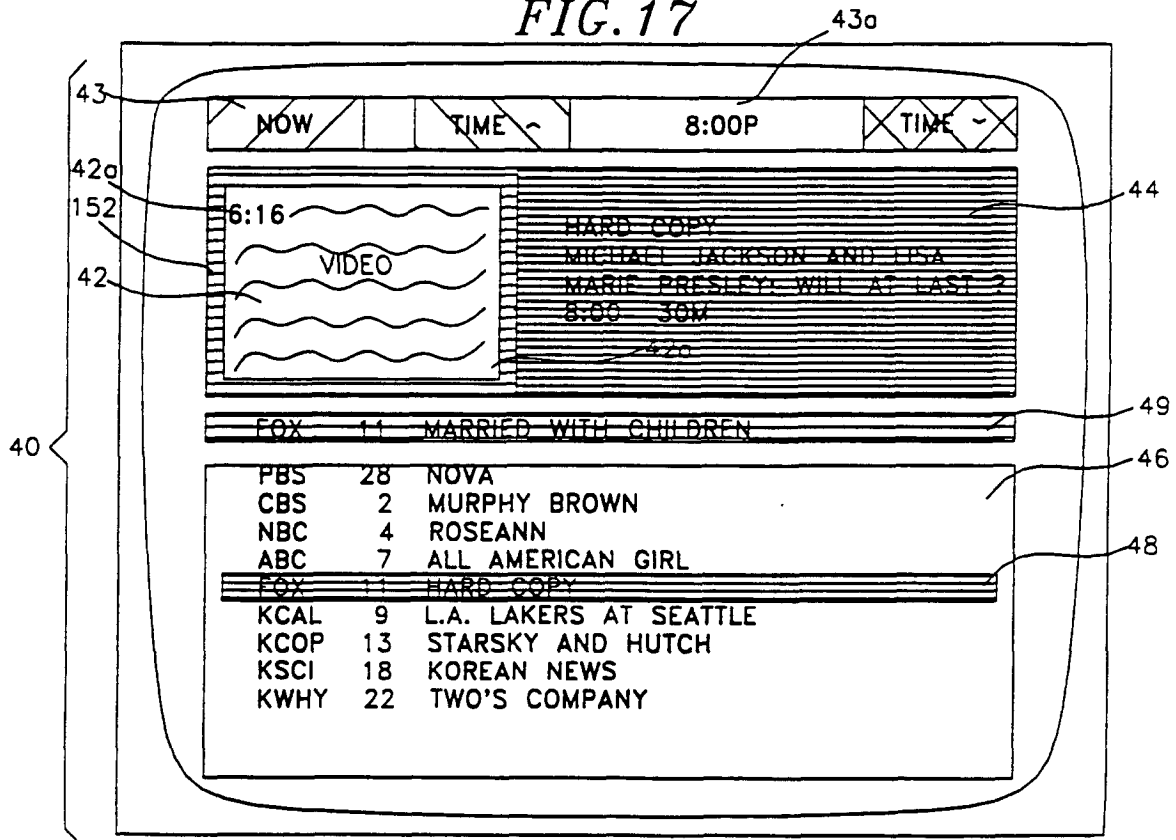 FIG. 17
43a
43
NOW TIME ~ 8:00P TIME ~
42a
152
42
6:16
VIDEO
HARD COPY
MICHAEL JACKSON AND LISA
MARIE PRESLEY: WILL AT LAST ?
8:00 30M
42a
44
FOX 11 MARRIED WITH CHILDREN
49
40
46
PBS 28 NOVA
CBS 2 MURPHY BROWN
NBC 4 ROSEANN
ABC 7 ALL AMERICAN GIRL
48
FOX 11 HARD COPY
KCAL 9 L.A. LAKERS AT SEATTLE
KCOP 13 STARSKY AND HUTCH
KSCI 18 KOREAN NEWS
KWHY 22 TWO'S COMPANY